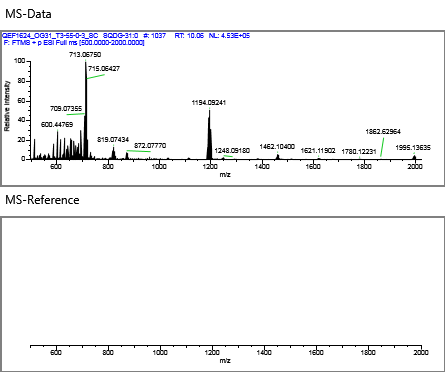 MS-Data
QEF1624_OG31_T3-55-0-3_SC SQDG-31:0 #: 1037 RT: 10.06 NL: 4.53E+05
F: FTMS + p ESI Full ms [500.0000-2000.0000]
713.06750
715.06427
709.07355
600.44769
819.07434
872.07770
1194.09241
1248.09180
1462.10400
1621.11902
1780.12231
1862.62964
1995.13635
Relative Intensity
100
80
60
40
20
0
600 800 1000 1200 1400 1600 1800 2000
m/z
MS-Reference
600 800 1000 1200 1400 1600 1800 2000
m/z